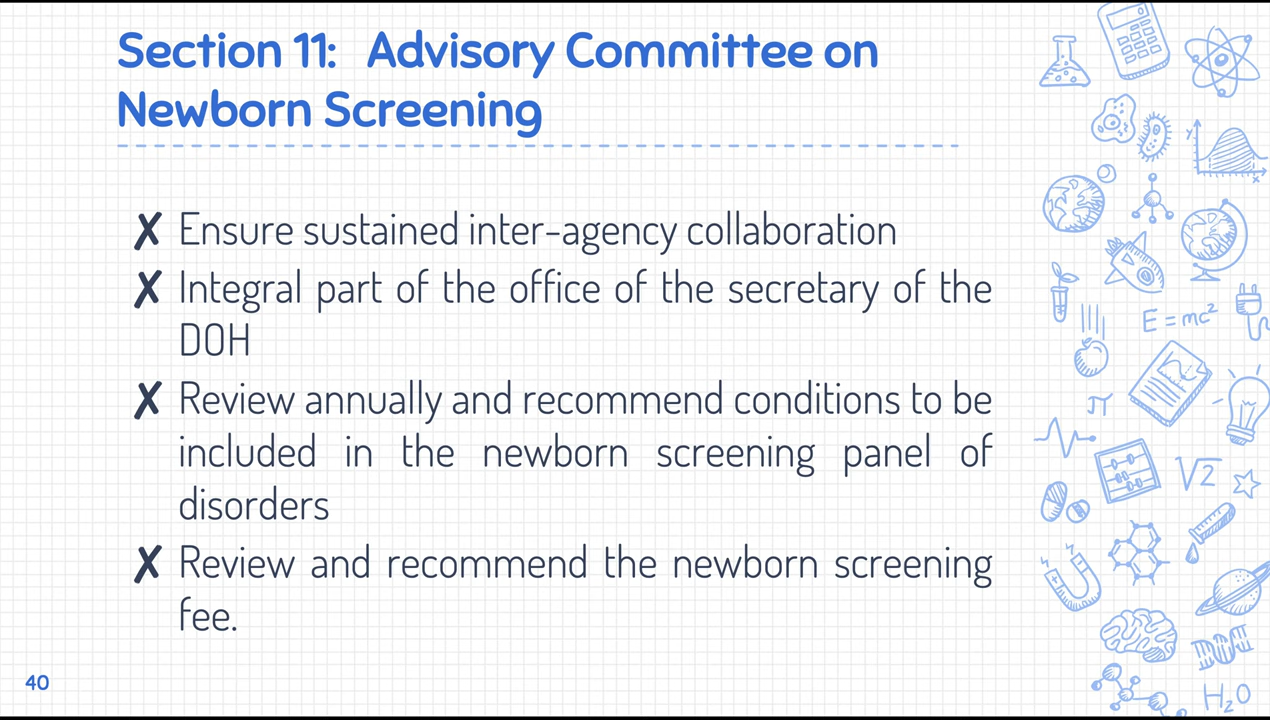 Section 11: Advisory Committee on
Newborn Screening
✗ Ensure sustained inter-agency collaboration
✗ Integral part of the office of the secretary of the
DOH
✗ Review annually and recommend conditions to be
included in the newborn screening panel of
disorders
✗ Review and recommend the newborn screening
fee.
40
y
x
E = mc²
π
√2
H₂O